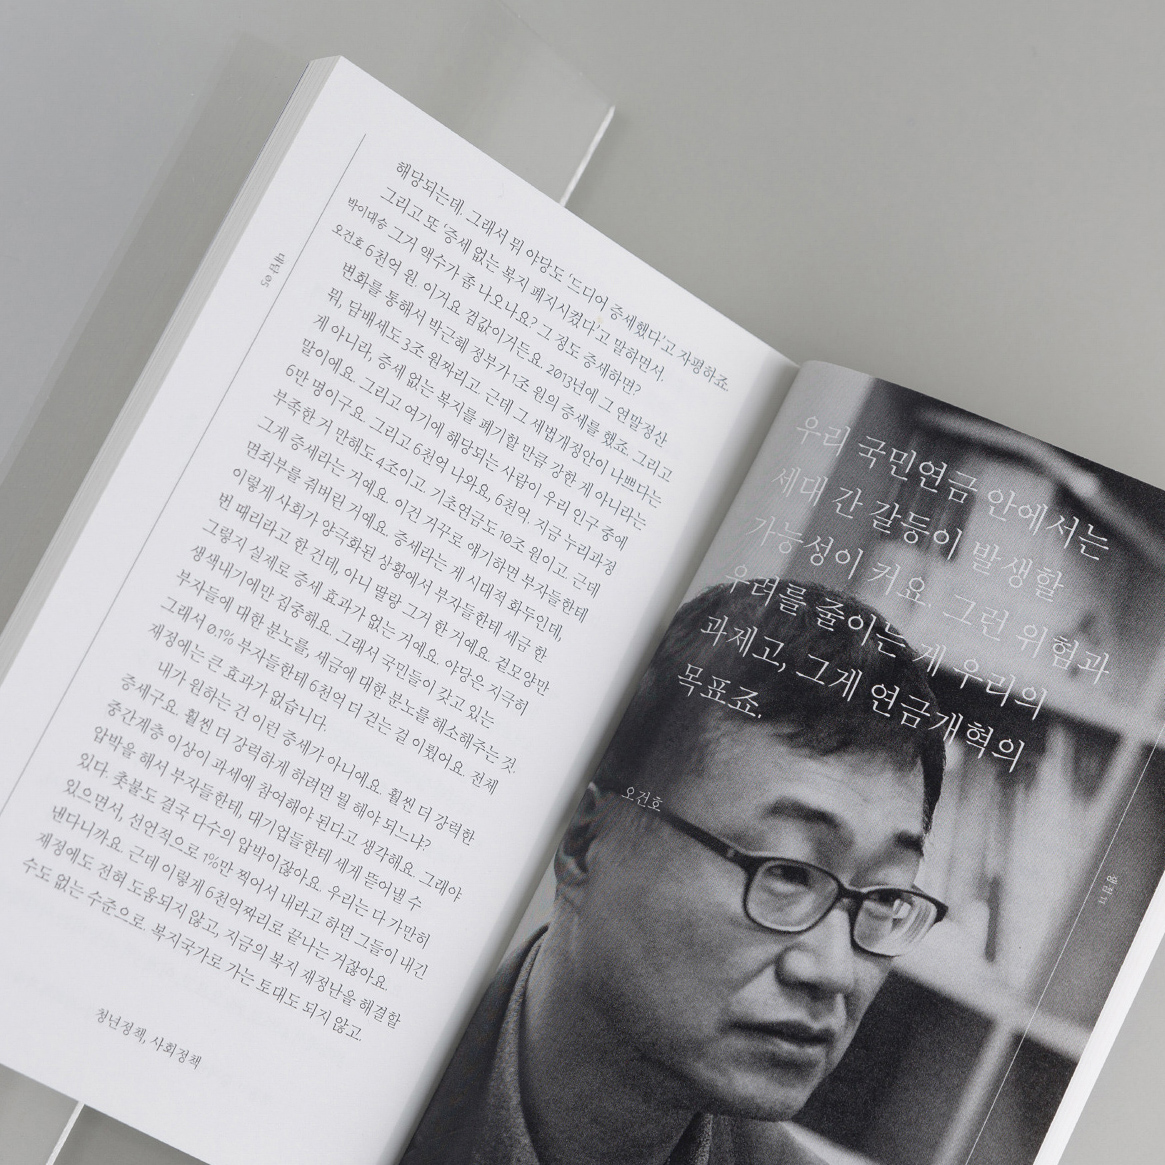 대담 05
해당되는데. 그래서 뭐 야당도 ‘드디어 증세했다’고 자평하죠.
그리고 또 ‘증세 없는 복지 폐지시켰다’고 말하면서.
박이대승 그거 액수가 좀 나오나요? 그 정도 증세하면?
오건호 6천억 원. 이거요 껌값이거든요. 2013년에 그 연말정산
변화를 통해서 박근혜 정부가 1조 원의 증세를 했죠. 그리고
뭐, 담배세도 3조 원짜리고. 근데 그 세법개정안이 나쁘다는
게 아니라, 증세 없는 복지를 폐기할 만큼 강한 게 아니라는
말이에요. 그리고 여기에 해당되는 사람이 우리 인구 중에
6만 명이구요. 그리고 6천억 나와요. 6천억. 지금 누리과정
부족한 거 만해도 4조이고. 기초연금도 10조 원이고. 근데
그게 증세라는 거예요. 이건 거꾸로 얘기하면 부자들한테
면죄부를 줘버린 거예요. 증세라는 게 시대적 화두인데,
이렇게 사회가 양극화된 상황에서 부자들한테 세금 한
번 때리라고 한 건데, 아니 딸랑 그거 한 거예요. 겉모양만
그렇지 실제로 증세 효과가 없는 거예요. 야당은 지극히
생색내기에만 집중해요. 그래서 국민들이 갖고 있는
부자들에 대한 분노를, 세금에 대한 분노를 해소해주는 것.
그래서 0.1% 부자들한테 6천억 더 걷는 걸 이뤘어요. 전체
재정에는 큰 효과가 없습니다.
내가 원하는 건 이런 증세가 아니에요. 훨씬 더 강력한
증세구요. 훨씬 더 강력하게 하려면 뭘 해야 되느냐?
중간계층 이상이 과세에 참여해야 된다고 생각해요. 그래야
압박을 해서 부자들한테, 대기업들한테 세게 뜯어낼 수
있다. 촛불도 결국 다수의 압박이잖아요. 우리는 다 가만히
있으면서, 선언적으로 1%만 찍어서 내라고 하면 그들이 내긴
낸다니까요. 근데 이렇게 6천억짜리로 끝나는 거잖아요.
재정에도 전혀 도움되지 않고, 지금의 복지 재정난을 해결할
수도 없는 수준으로. 복지국가로 가는 토대도 되지 않고.
청년정책, 사회정책
우리 국민연금 안에서는
세대 간 갈등이 발생할
가능성이 커요. 그런 위험과
우려를 줄이는 게 우리의
과제고, 그게 연금개혁의
목표죠.
오건호